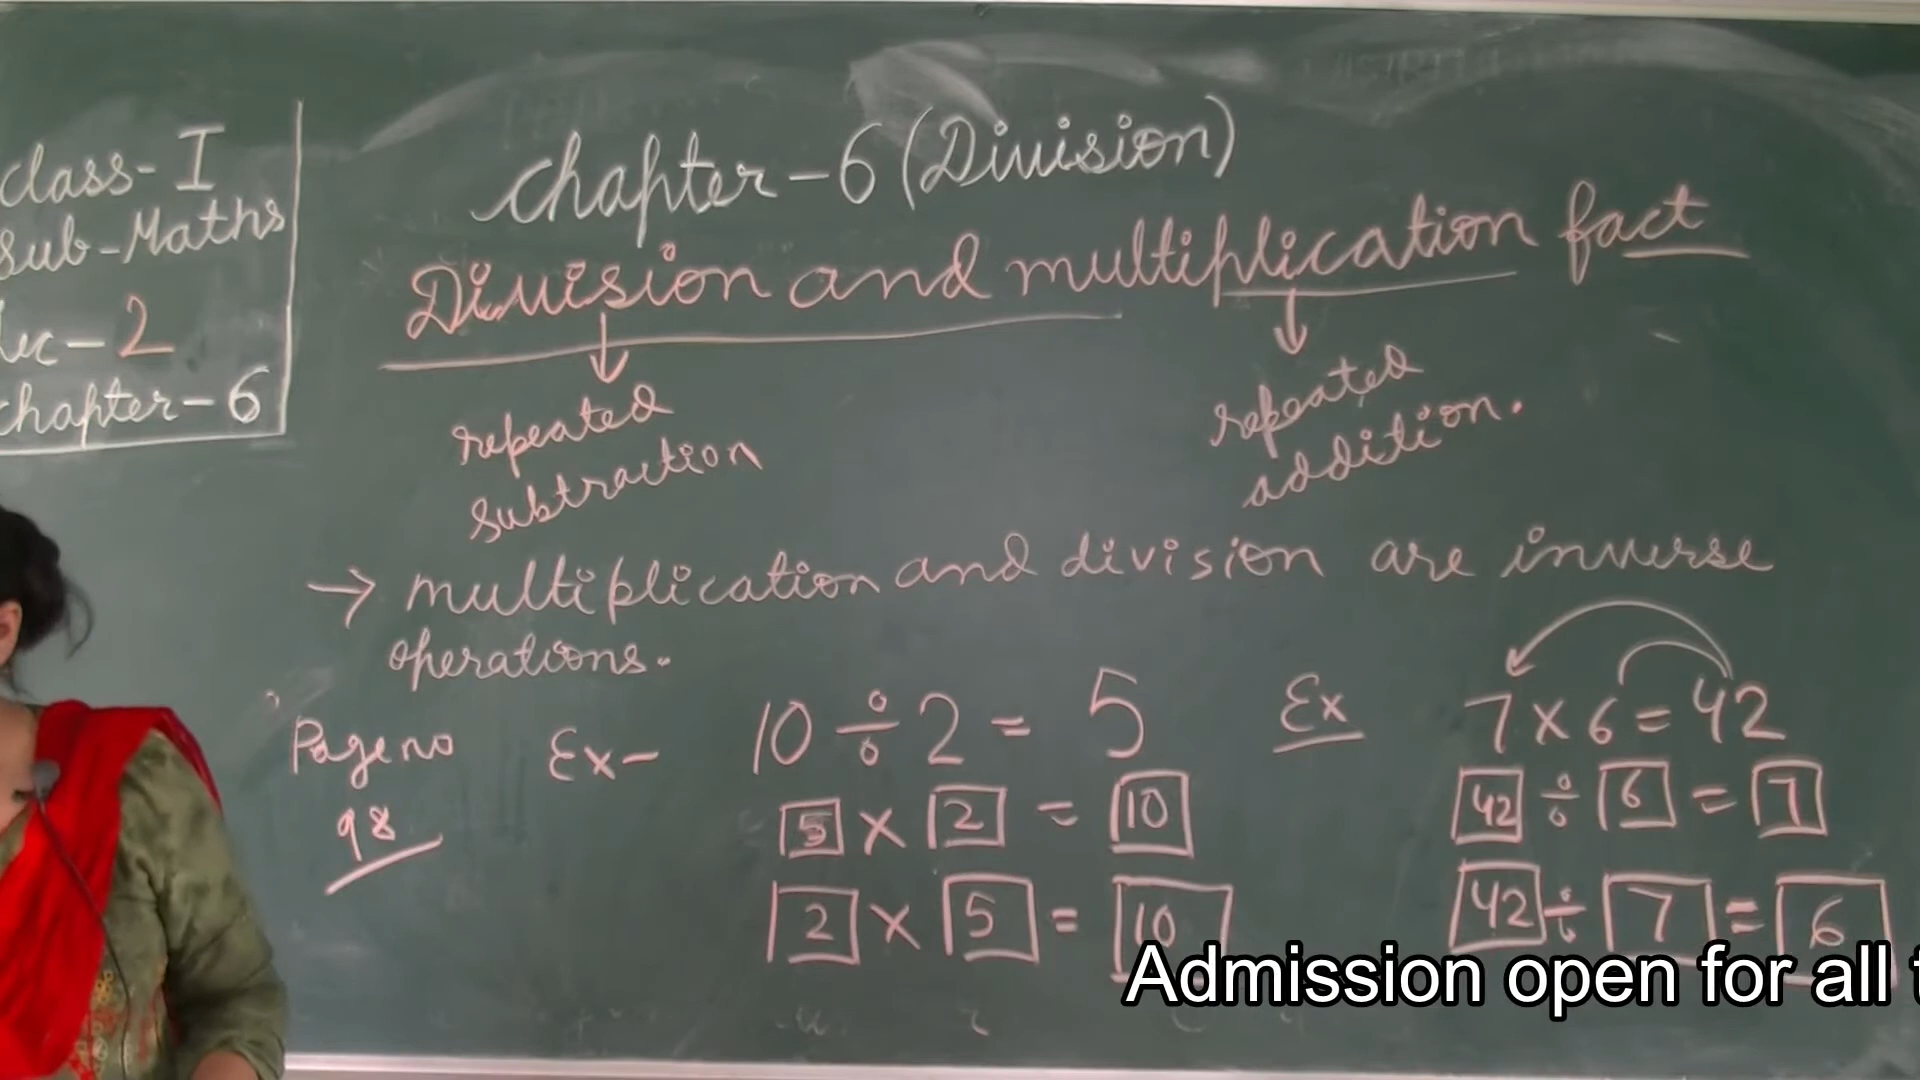 Class-I
Sub-Maths
Lec-2
Chapter-6
Chapter-6 (Division)
Division and multiplication fact
repeated
subtraction
repeated
addition.
→ multiplication and division are inverse
operations.
Page no
98
Ex- 10 ÷ 2 = 5
5 × 2 = 10
2 × 5 = 10
Ex 7 × 6 = 42
42 ÷ 6 = 7
42 ÷ 7 = 6
Admission open for all